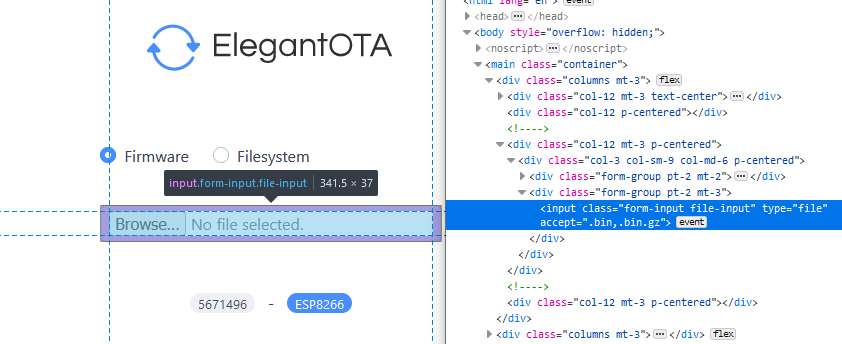 <html lang="en"> event
<head> ••• </head>
<body style="overflow: hidden;">
<noscript> ••• </noscript>
<main class="container">
<div class="columns mt-3"> flex
<div class="col-12 mt-3 text-center"> ••• </div>
<div class="col-12 p-centered"></div>
<!---->
<div class="col-12 mt-3 p-centered">
<div class="col-3 col-sm-9 col-md-6 p-centered">
<div class="form-group pt-2 mt-2"> ••• </div>
<div class="form-group pt-2 mt-3">
<input class="form-input file-input" type="file"
accept=".bin,.bin.gz"> event
</div>
</div>
</div>
<!---->
<div class="col-12 mt-3 p-centered"></div>
</div>
<div class="columns mt-3"> ••• </div> flex
ElegantOTA
Firmware
Filesystem
input.form-input.file-input | 341.5 × 37
Browse... No file selected.
5671496 - ESP8266